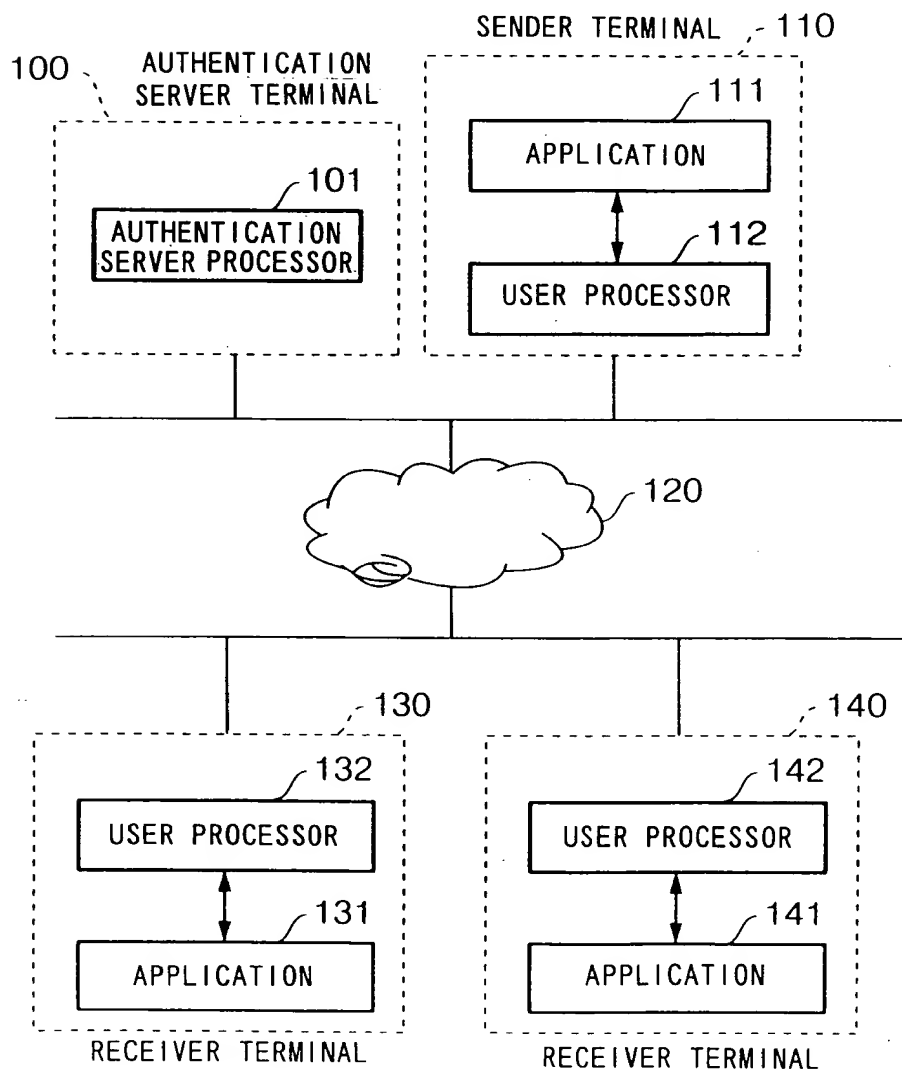 100
AUTHENTICATION
SERVER TERMINAL
101
AUTHENTICATION
SERVER PROCESSOR
SENDER TERMINAL
110
111
APPLICATION
112
USER PROCESSOR
120
130
132
USER PROCESSOR
131
APPLICATION
RECEIVER TERMINAL
140
142
USER PROCESSOR
141
APPLICATION
RECEIVER TERMINAL